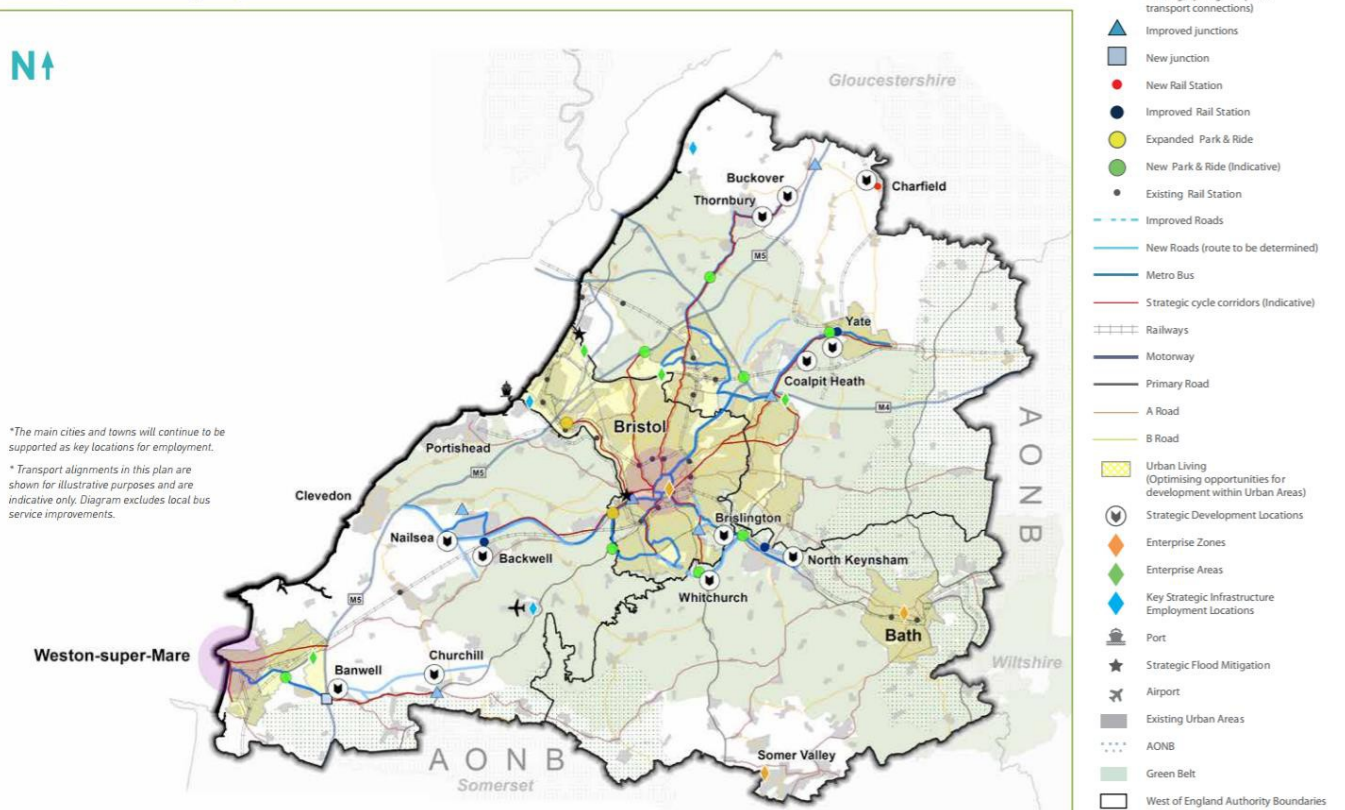 transport connections)
Improved junctions
New junction
New Rail Station
Improved Rail Station
Expanded Park & Ride
New Park & Ride (Indicative)
Existing Rail Station
Improved Roads
New Roads (route to be determined)
Metro Bus
Strategic cycle corridors (Indicative)
Railways
Motorway
Primary Road
A Road
B Road
Urban Living
(Optimising opportunities for
development within Urban Areas)
Strategic Development Locations
Enterprise Zones
Enterprise Areas
Key Strategic Infrastructure
Employment Locations
Port
Strategic Flood Mitigation
Airport
Existing Urban Areas
AONB
Green Belt
West of England Authority Boundaries
N
Gloucestershire
Buckover
Charfield
Thornbury
M5
Yate
Coalpit Heath
M4
AONB
Bristol
*The main cities and towns will continue to
supported as key locations for employment.
* Transport alignments in this plan are
shown for illustrative purposes and are
indicative only. Diagram excludes local bus
service improvements.
Portishead
M5
Clevedon
Nailsea
Backwell
Brislington
North Keynsham
Whitchurch
Bath
M5
Weston-super-Mare
Banwell
Churchill
Wiltshire
AONB
Somerset
Somer Valley